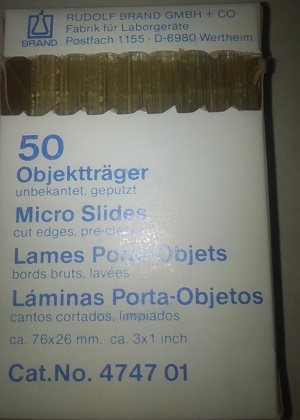 RUDOLF BRAND GMBH + CO
Fabrik für Laborgeräte
Postfach 1155 · D-6980 Wertheim
BRAND
50
Objektträger
unbekantet, geputzt
Micro Slides
cut edges, pre-cleaned
Lames Porte-Objets
bords bruts, lavées
Láminas Porta-Objetos
cantos cortados, limpiados
ca. 76x26 mm. ca. 3x1 inch
Cat.No. 4747 01